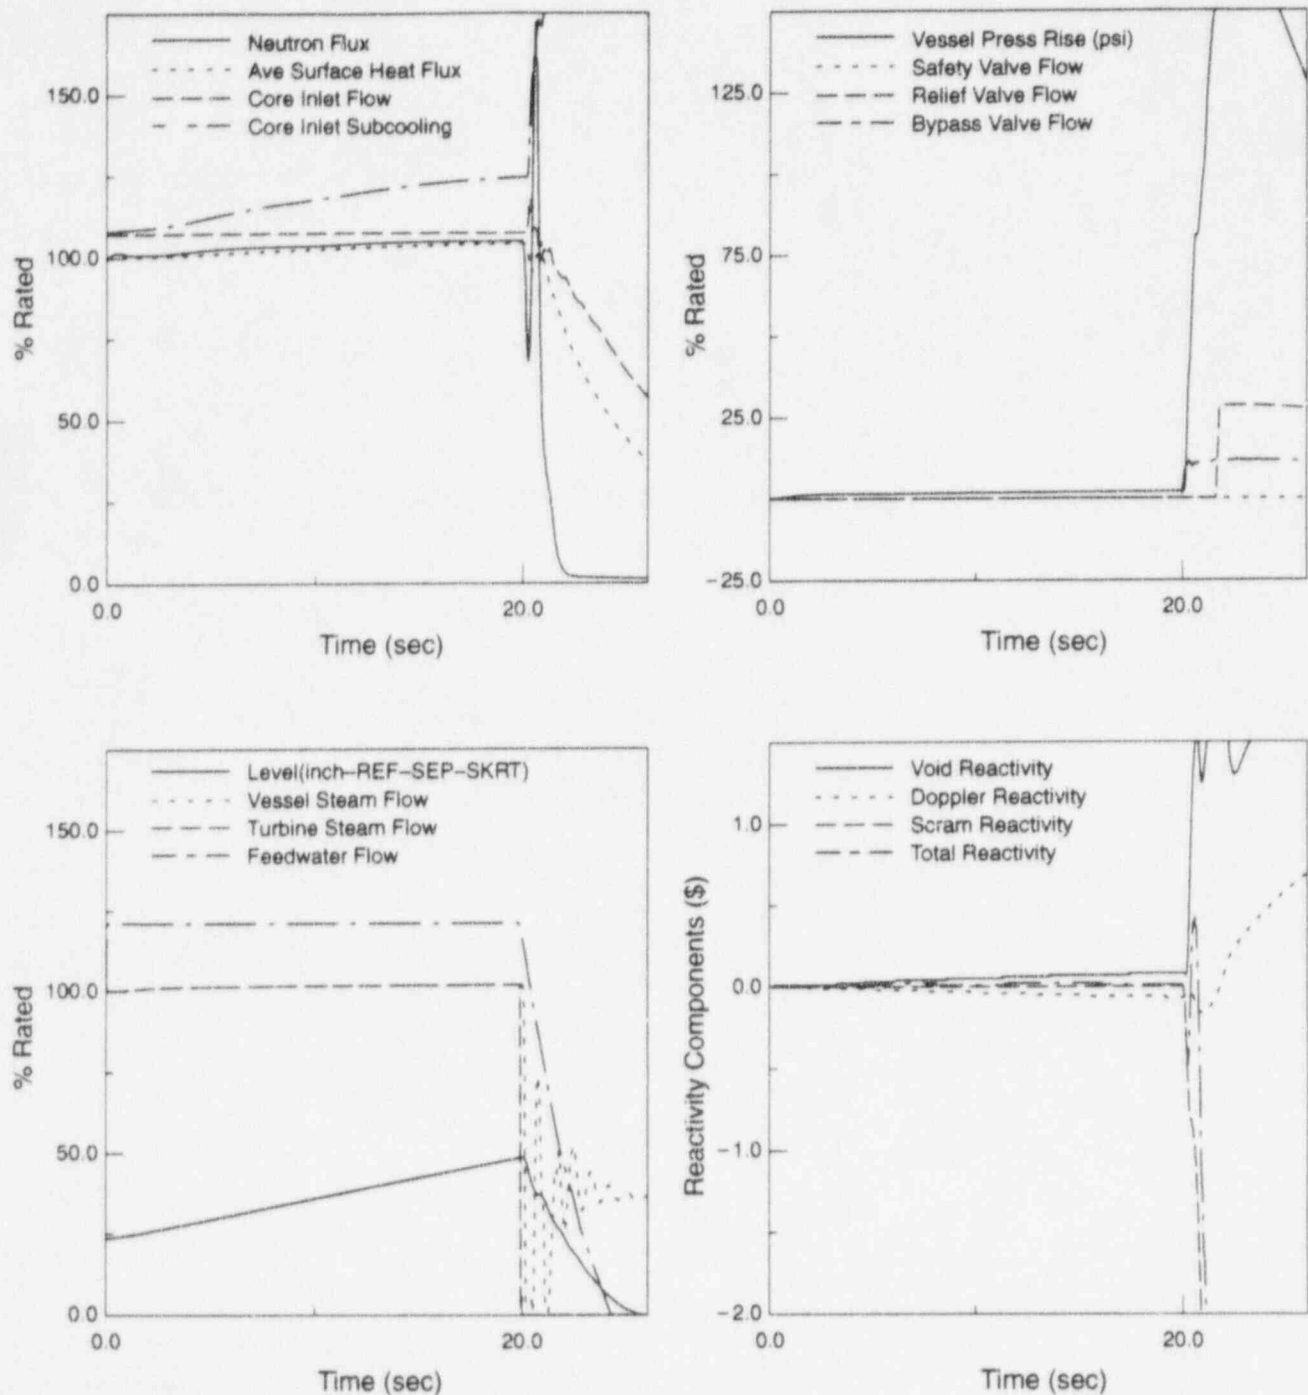 Neutron Flux
Ave Surface Heat Flux
Core Inlet Flow
Core Inlet Subcooling
150.0
100.0
50.0
0.0
% Rated
0.0 20.0
Time (sec)
Vessel Press Rise (psi)
Safety Valve Flow
Relief Valve Flow
Bypass Valve Flow
125.0
75.0
25.0
−25.0
% Rated
0.0 20.0
Time (sec)
Level(inch−REF−SEP−SKRT)
Vessel Steam Flow
Turbine Steam Flow
Feedwater Flow
150.0
100.0
50.0
0.0
% Rated
0.0 20.0
Time (sec)
Void Reactivity
Doppler Reactivity
Scram Reactivity
Total Reactivity
1.0
0.0
−1.0
−2.0
Reactivity Components ($)
0.0 20.0
Time (sec)